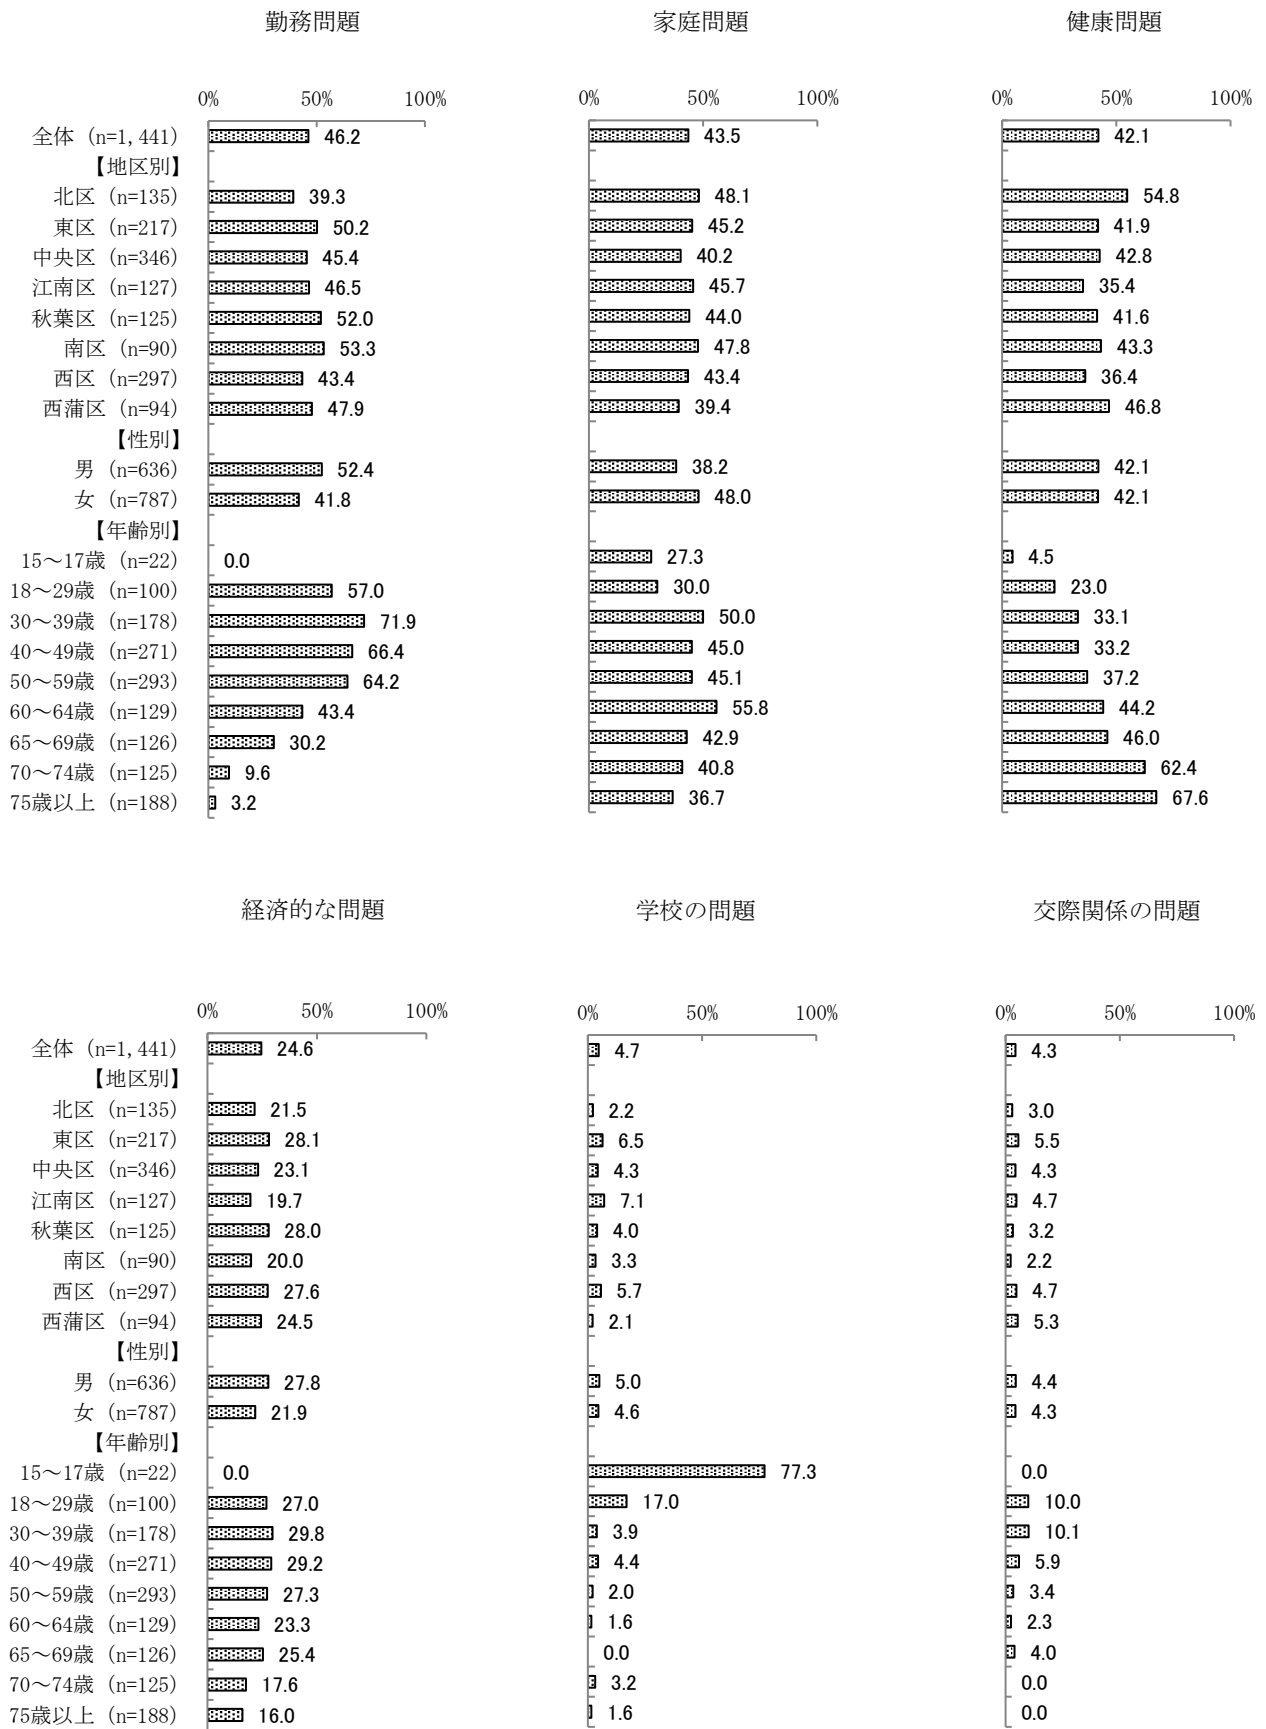 勤務問題 家庭問題 健康問題
0% 50% 100% 0% 50% 100% 0% 50% 100%
全体 (n=1,441) 46.2 43.5 42.1
【地区別】
北区 (n=135) 39.3 48.1 54.8
東区 (n=217) 50.2 45.2 41.9
中央区 (n=346) 45.4 40.2 42.8
江南区 (n=127) 46.5 45.7 35.4
秋葉区 (n=125) 52.0 44.0 41.6
南区 (n=90) 53.3 47.8 43.3
西区 (n=297) 43.4 43.4 36.4
西蒲区 (n=94) 47.9 39.4 46.8
【性別】
男 (n=636) 52.4 38.2 42.1
女 (n=787) 41.8 48.0 42.1
【年齢別】
15～17歳 (n=22) 0.0 27.3 4.5
18～29歳 (n=100) 57.0 30.0 23.0
30～39歳 (n=178) 71.9 50.0 33.1
40～49歳 (n=271) 66.4 45.0 33.2
50～59歳 (n=293) 64.2 45.1 37.2
60～64歳 (n=129) 43.4 55.8 44.2
65～69歳 (n=126) 30.2 42.9 46.0
70～74歳 (n=125) 9.6 40.8 62.4
75歳以上 (n=188) 3.2 36.7 67.6
経済的な問題 学校の問題 交際関係の問題
0% 50% 100% 0% 50% 100% 0% 50% 100%
全体 (n=1,441) 24.6 4.7 4.3
【地区別】
北区 (n=135) 21.5 2.2 3.0
東区 (n=217) 28.1 6.5 5.5
中央区 (n=346) 23.1 4.3 4.3
江南区 (n=127) 19.7 7.1 4.7
秋葉区 (n=125) 28.0 4.0 3.2
南区 (n=90) 20.0 3.3 2.2
西区 (n=297) 27.6 5.7 4.7
西蒲区 (n=94) 24.5 2.1 5.3
【性別】
男 (n=636) 27.8 5.0 4.4
女 (n=787) 21.9 4.6 4.3
【年齢別】
15～17歳 (n=22) 0.0 77.3 0.0
18～29歳 (n=100) 27.0 17.0 10.0
30～39歳 (n=178) 29.8 3.9 10.1
40～49歳 (n=271) 29.2 4.4 5.9
50～59歳 (n=293) 27.3 2.0 3.4
60～64歳 (n=129) 23.3 1.6 2.3
65～69歳 (n=126) 25.4 0.0 4.0
70～74歳 (n=125) 17.6 3.2 0.0
75歳以上 (n=188) 16.0 1.6 0.0